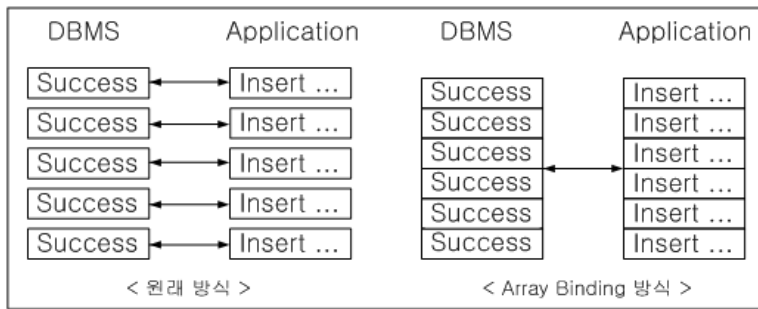 DBMS Application DBMS Application
Success Insert ...
Success Insert ...
Success Insert ...
Success Insert ...
Success Insert ...
< 원래 방식 >
Success Insert ...
Success Insert ...
Success Insert ...
Success Insert ...
Success Insert ...
Success Insert ...
< Array Binding 방식 >